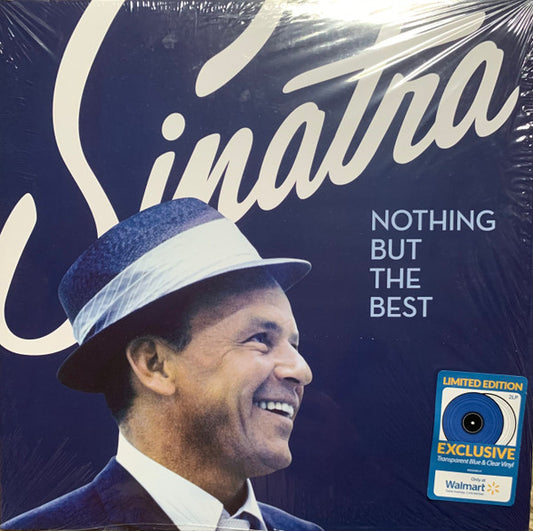 Sinatra
NOTHING
BUT
THE
BEST
LIMITED EDITION
2LP
EXCLUSIVE
Transparent Blue & Clear Vinyl
Only at
Walmart